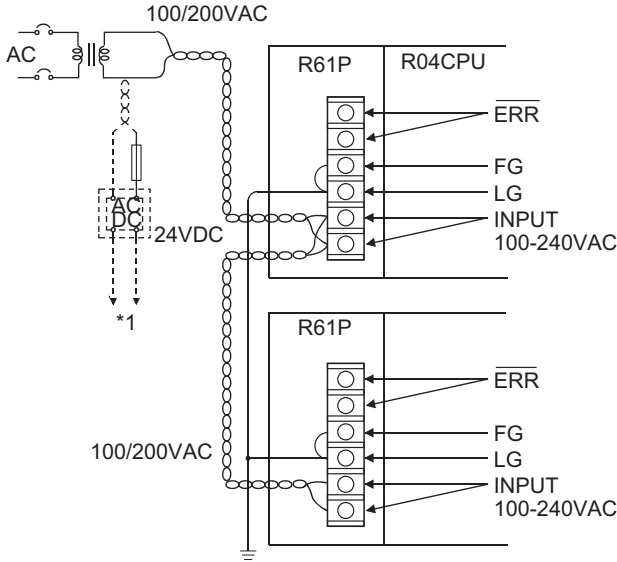 100/200VAC
AC
R61P
R04CPU
ERR
FG
LG
INPUT
100-240VAC
AC
DC
24VDC
*1
R61P
ERR
FG
LG
INPUT
100-240VAC
100/200VAC